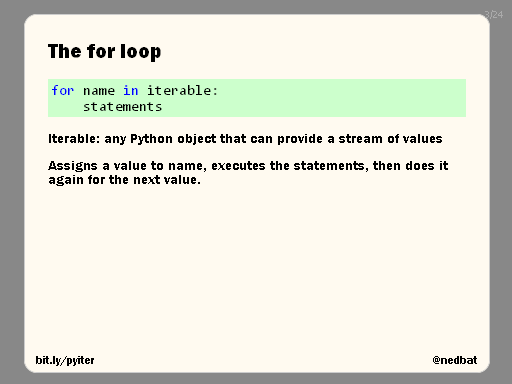 3/24
The for loop
for name in iterable:
    statements
Iterable: any Python object that can provide a stream of values
Assigns a value to name, executes the statements, then does it
again for the next value.
bit.ly/pyiter
@nedbat